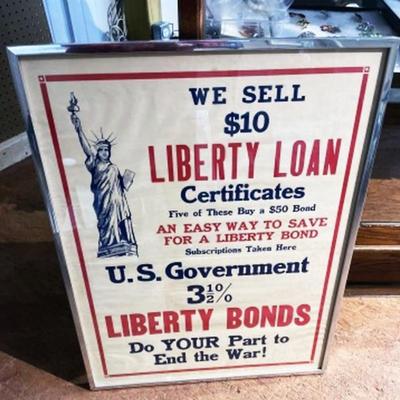 WE SELL
$10
LIBERTY LOAN
Certificates
Five of These Buy a $50 Bond
AN EASY WAY TO SAVE
FOR A LIBERTY BOND
Subscriptions Taken Here
U.S. Government
3½%
LIBERTY BONDS
Do YOUR Part to
End the War!